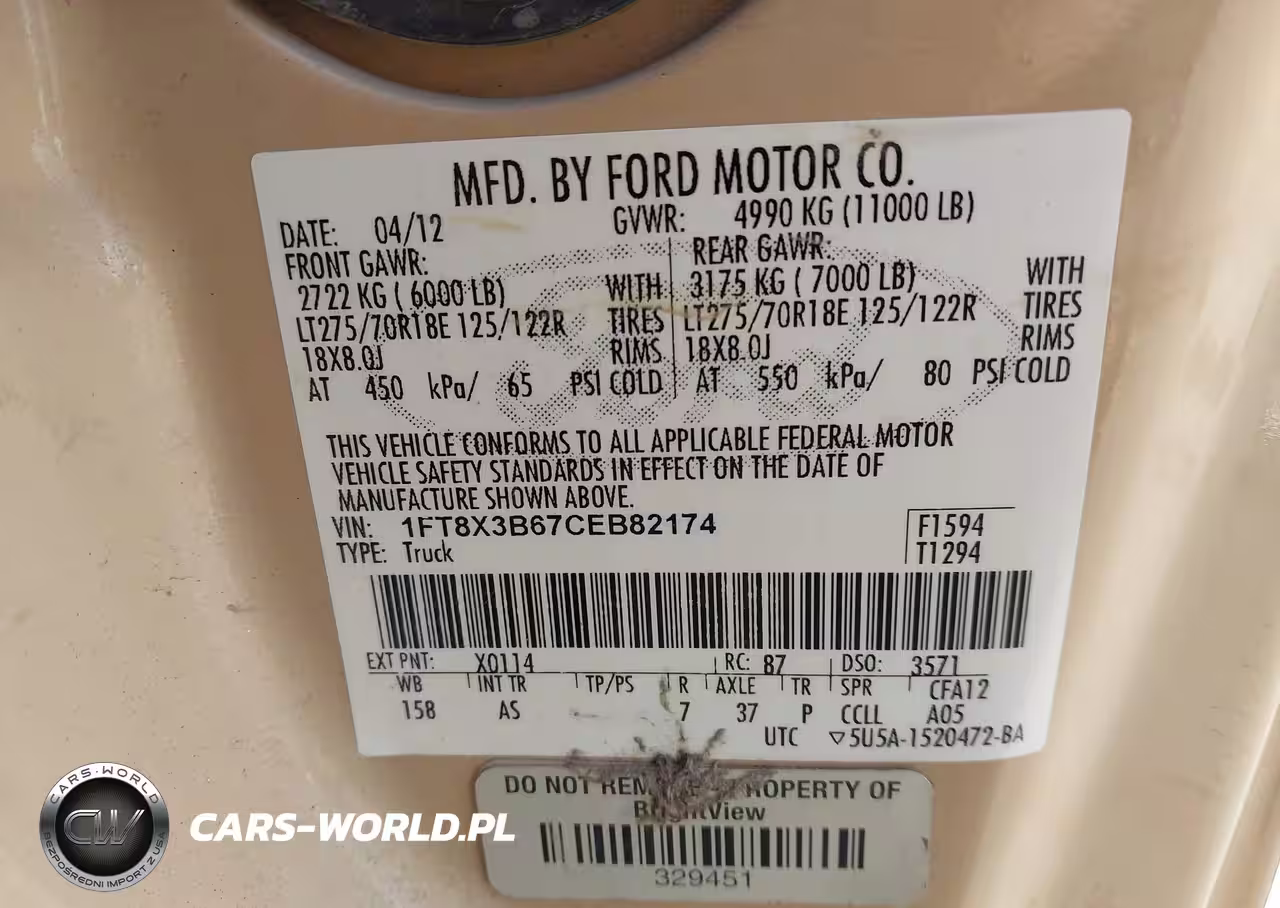 MFD. BY FORD MOTOR CO.
DATE: 04/12 GVWR: 4990 KG (11000 LB)
FRONT GAWR: REAR GAWR:
2722 KG ( 6000 LB) WITH 3175 KG ( 7000 LB) WITH
LT275/70R18E 125/122R TIRES LT275/70R18E 125/122R TIRES
18X8.0J RIMS 18X8.0J RIMS
AT 450 kPa/ 65 PSI COLD AT 550 kPa/ 80 PSI COLD
THIS VEHICLE CONFORMS TO ALL APPLICABLE FEDERAL MOTOR
VEHICLE SAFETY STANDARDS IN EFFECT ON THE DATE OF
MANUFACTURE SHOWN ABOVE.
VIN: 1FT8X3B67CEB82174 F1594
TYPE: Truck T1294
EXT PNT: X0114 RC: 87 DSO: 3571
WB INT TR TP/PS R AXLE TR SPR CFA12
158 AS 7 37 P CCLL A05
UTC ▽5U5A-1520472-BA
DO NOT PROPERTY OF
BrightView
329451
CARS-WORLD
CW
BEZPOŚREDNI IMPORT Z USA
CARS-WORLD.PL